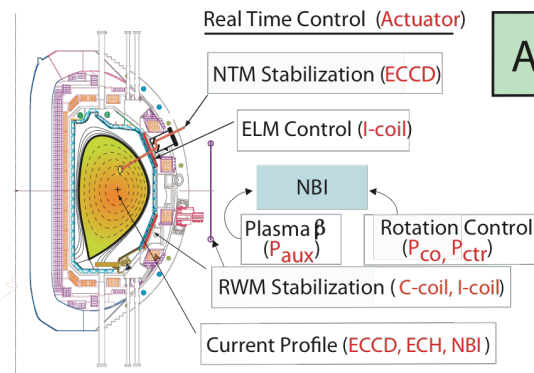 Real Time Control (Actuator)
A
NTM Stabilization (ECCD)
ELM Control (I-coil)
NBI
Plasma β
(Paux)
Rotation Control
(Pco, Pctr)
RWM Stabilization ( C-coil, I-coil)
Current Profile (ECCD, ECH, NBI )